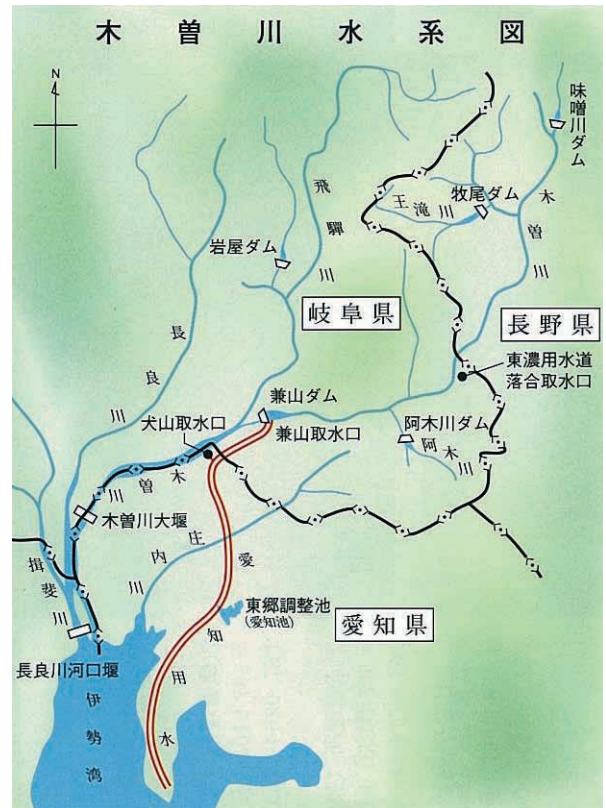 木曽川水系図
N
味噌川ダム
牧尾ダム
王滝川
木曽川
飛騨川
岩屋ダム
岐阜県
長野県
長良川
東濃用水道
落合取水口
兼山ダム
犬山取水口
兼山取水口
阿木川ダム
阿木川
木曽川
木曽川大堰
庄内川
愛知用水
揖斐川
東郷調整池
(愛知池)
愛知県
長良川河口堰
伊勢湾